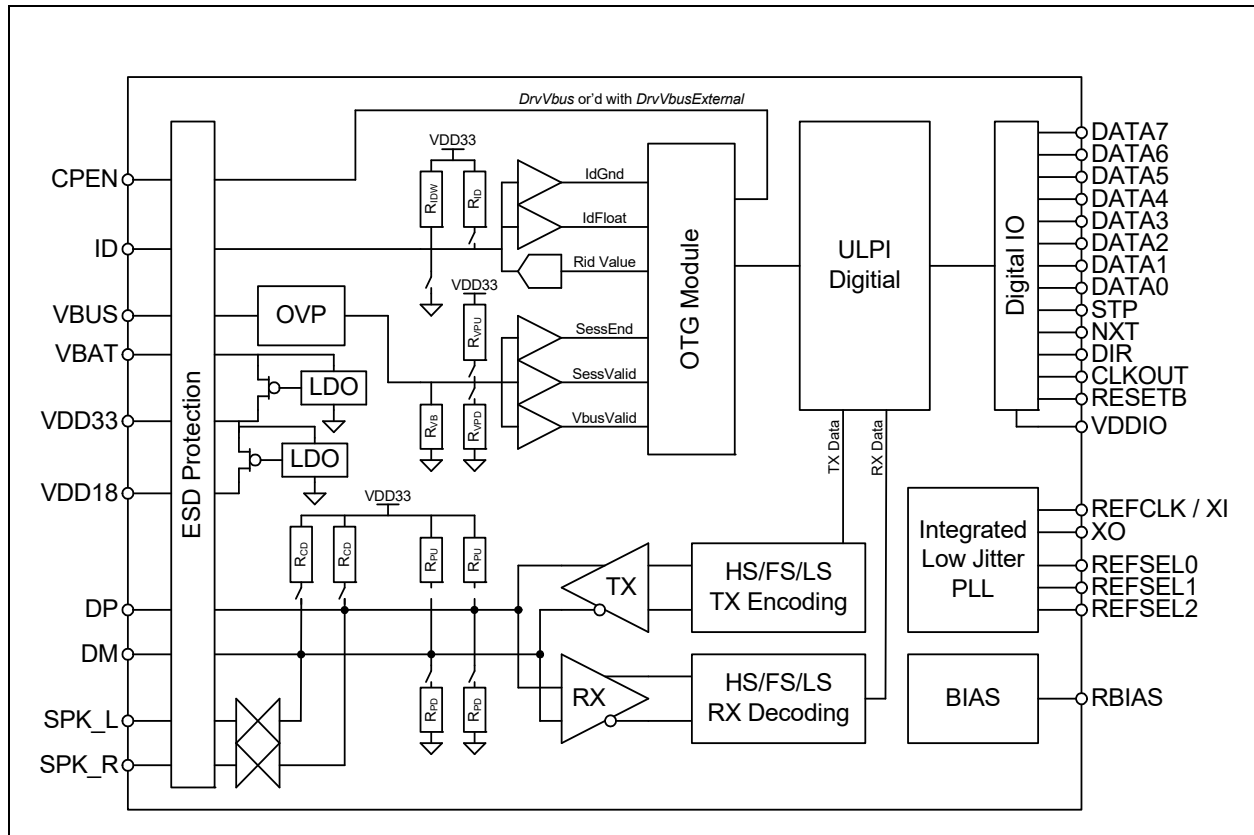 DrvVbus or'd with DrvVbusExternal
CPEN
ID
VBUS
VBAT
VDD33
VDD18
DP
DM
SPK_L
SPK_R
ESD Protection
VDD33
RIDW
RID
IdGnd
IdFloat
Rid Value
OVP
VDD33
RVPU
RVB
RVPD
SessEnd
SessValid
VbusValid
LDO
LDO
OTG Module
ULPI
Digitial
TX Data
RX Data
Digital IO
DATA7
DATA6
DATA5
DATA4
DATA3
DATA2
DATA1
DATA0
STP
NXT
DIR
CLKOUT
RESETB
VDDIO
VDD33
RCD
RCD
RPU
RPU
RPD
RPD
TX
RX
HS/FS/LS
TX Encoding
HS/FS/LS
RX Decoding
Integrated
Low Jitter
PLL
REFCLK / XI
XO
REFSEL0
REFSEL1
REFSEL2
BIAS
RBIAS